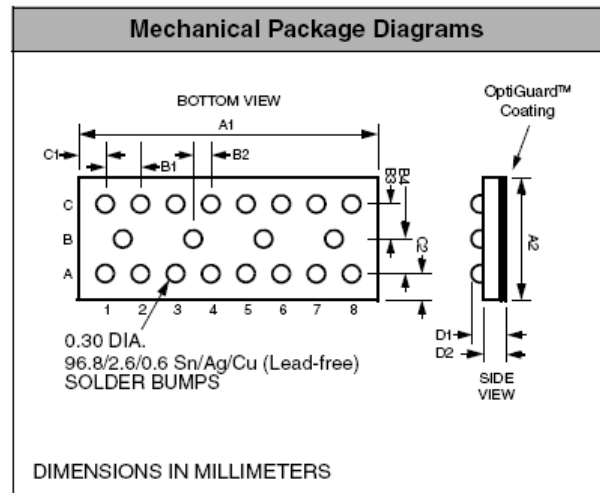 Mechanical Package Diagrams
BOTTOM VIEW
OptiGuard™
Coating
A1
C1
B1
B2
B3
B4
C
B
A
C2
A2
1 2 3 4 5 6 7 8
D1
D2
0.30 DIA.
96.8/2.6/0.6 Sn/Ag/Cu (Lead-free)
SOLDER BUMPS
SIDE
VIEW
DIMENSIONS IN MILLIMETERS